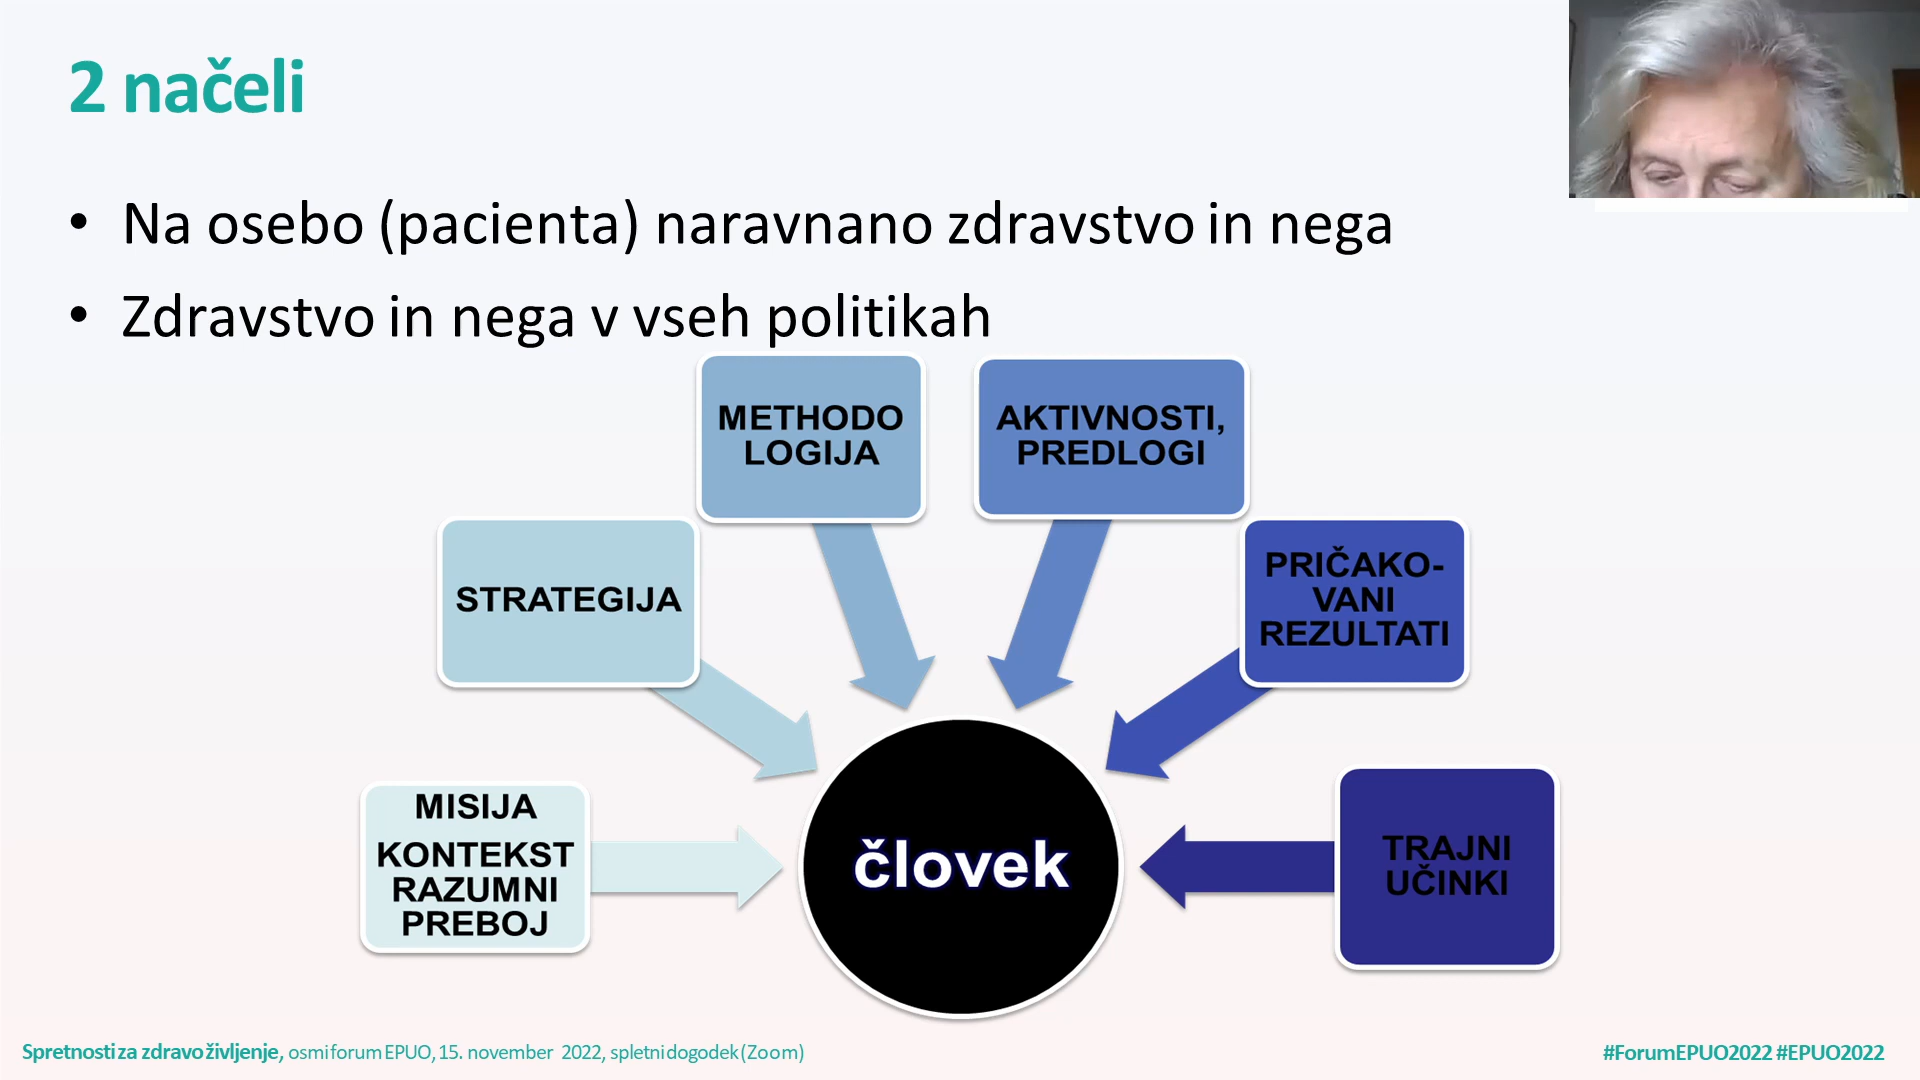 2 načeli
• Na osebo (pacienta) naravnano zdravstvo in nega
• Zdravstvo in nega v vseh politikah
METHODO
LOGIJA
AKTIVNOSTI,
PREDLOGI
STRATEGIJA
PRIČAKO-
VANI
REZULTATI
MISIJA
KONTEKST
RAZUMNI
PREBOJ
človek
TRAJNI
UČINKI
Spretnosti za zdravo življenje, osmi forum EPUO, 15. november 2022, spletni dogodek (Zoom)
#ForumEPUO2022 #EPUO2022